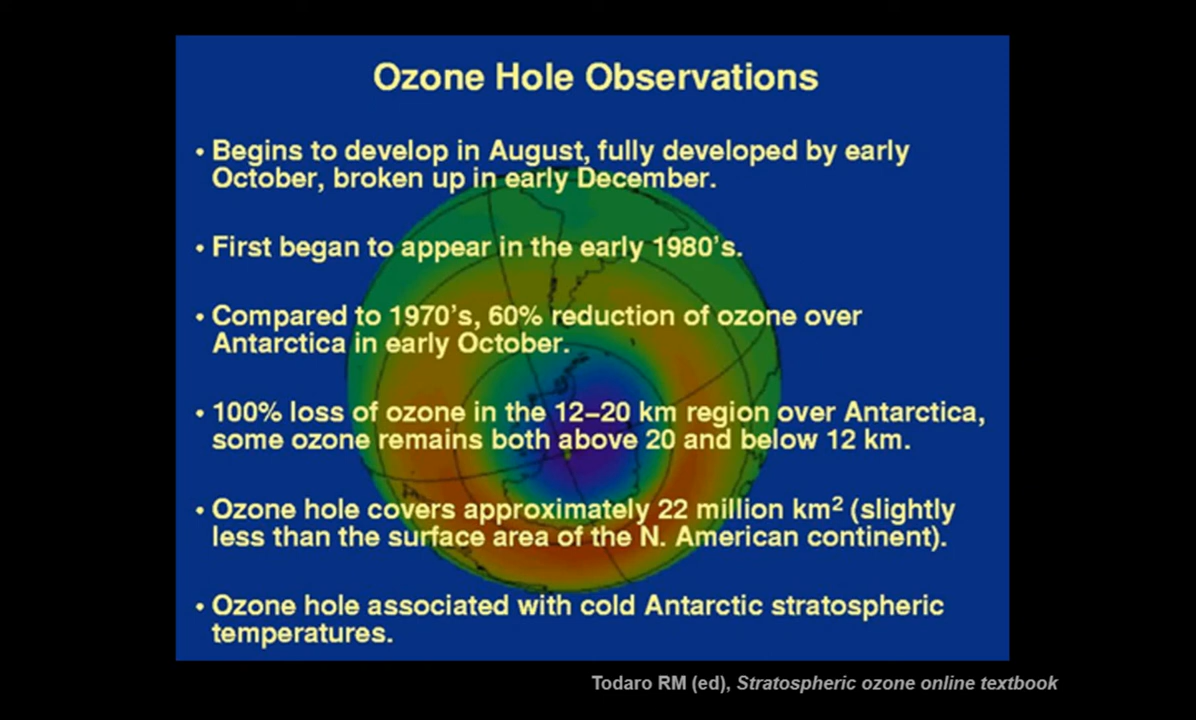 Ozone Hole Observations
• Begins to develop in August, fully developed by early
October, broken up in early December.
• First began to appear in the early 1980's.
• Compared to 1970's, 60% reduction of ozone over
Antarctica in early October.
• 100% loss of ozone in the 12–20 km region over Antarctica,
some ozone remains both above 20 and below 12 km.
• Ozone hole covers approximately 22 million km² (slightly
less than the surface area of the N. American continent).
• Ozone hole associated with cold Antarctic stratospheric
temperatures.
Todaro RM (ed), Stratospheric ozone online textbook